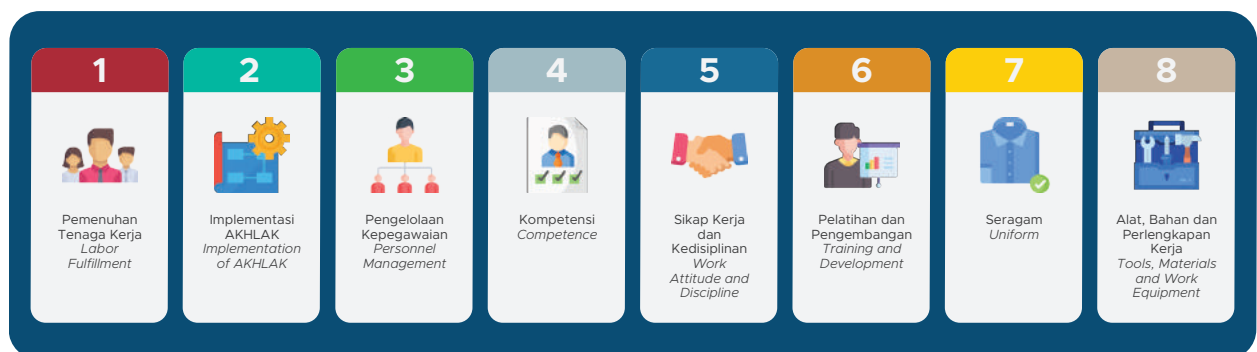 1
Pemenuhan
Tenaga Kerja
Labor
Fulfillment
2
Implementasi
AKHLAK
Implementation
of AKHLAK
3
Pengelolaan
Kepegawaian
Personnel
Management
4
Kompetensi
Competence
5
Sikap Kerja
dan
Kedisiplinan
Work
Attitude and
Discipline
6
Pelatihan dan
Pengembangan
Training and
Development
7
Seragam
Uniform
8
Alat, Bahan dan
Perlengkapan
Kerja
Tools, Materials
and Work
Equipment